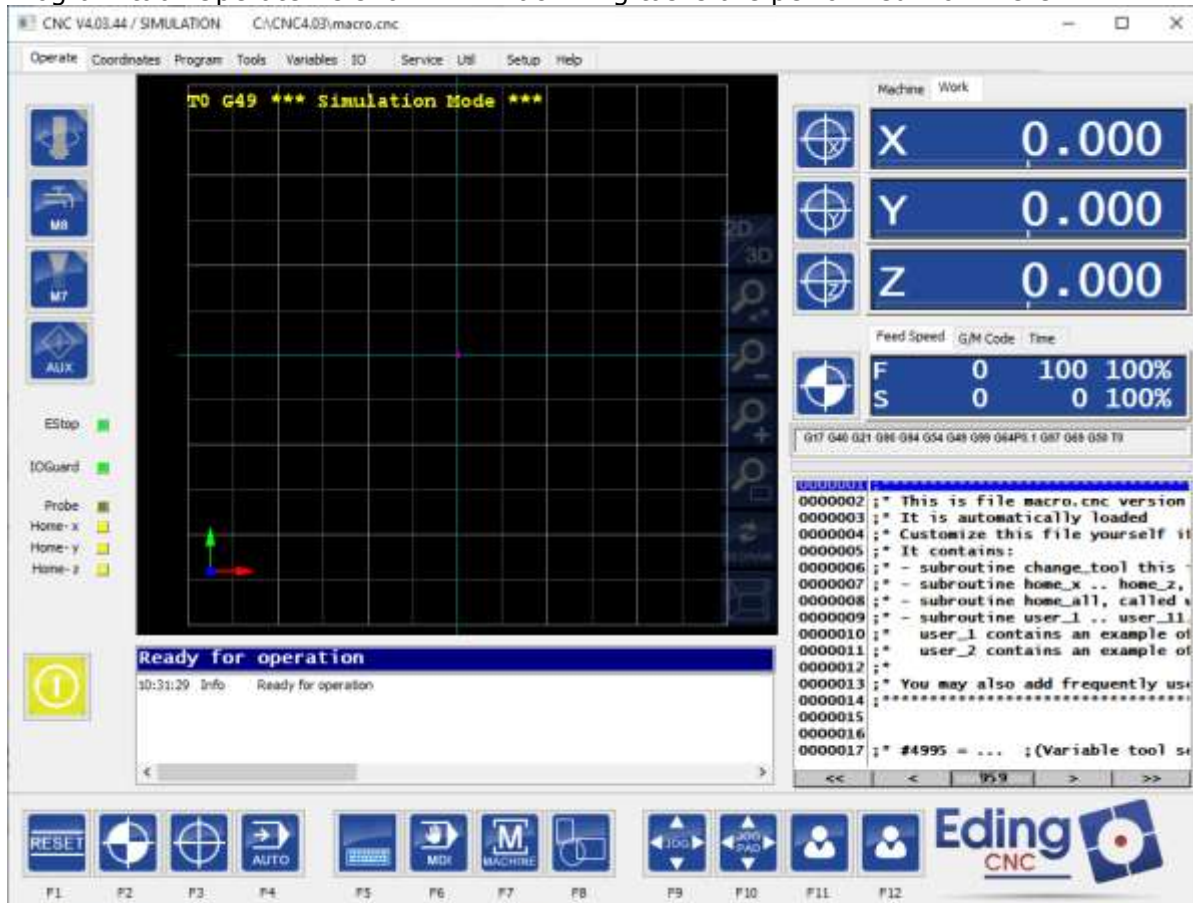 CNC V4.03.44 / SIMULATION C:\CNC4.03\macro.cnc
Operate Coordinates Program Tools Variables IO Service Util Setup Help
T0 G49 *** Simulation Mode ***
M8
M7
AUX
EStop
IOGuard
Probe
Home-x
Home-y
Home-z
2D
3D
REDRAW
Machine Work
X 0.000
Y 0.000
Z 0.000
Feed Speed G/M Code Time
F 0 100 100%
S 0 0 100%
G17 G40 G21 G90 G94 G54 G49 G99 G64P0.1 G97 G69 G50 T0
0000001 ;***********************************
0000002 ;* This is file macro.cnc version
0000003 ;* It is automatically loaded
0000004 ;* Customize this file yourself if
0000005 ;* It contains:
0000006 ;* - subroutine change_tool this
0000007 ;* - subroutine home_x .. home_z,
0000008 ;* - subroutine home_all, called
0000009 ;* - subroutine user_1 .. user_11,
0000010 ;* user_1 contains an example of
0000011 ;* user_2 contains an example of
0000012 ;*
0000013 ;* You may also add frequently
0000014 ;***********************************
0000015
0000016
0000017 ;* #4995 = ... ;(Variable tool
<< < 959 > >>
Ready for operation
10:31:29 Info Ready for operation
< >
RESET AUTO MDI M MACHINE JOG JOG PAD
F1 F2 F3 F4 F5 F6 F7 F8 F9 F10 F11 F12
Eding
CNC